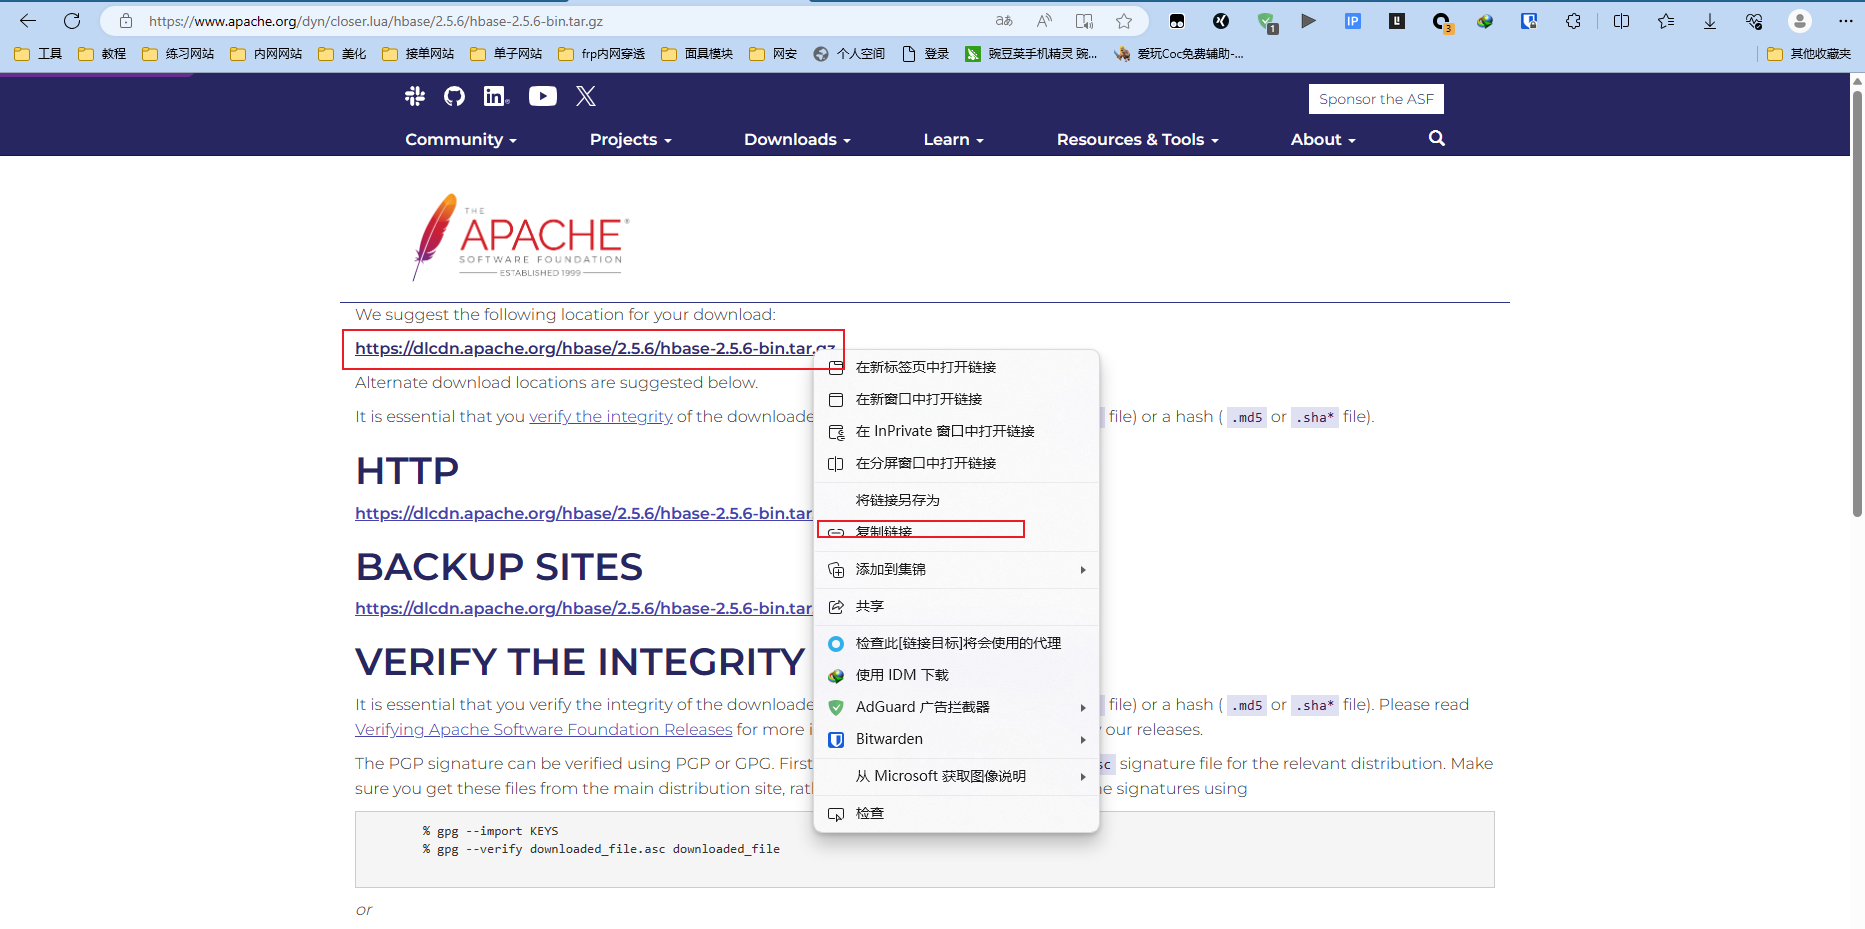 https://www.apache.org/dyn/closer.lua/hbase/2.5.6/hbase-2.5.6-bin.tar.gz
工具 教程 练习网站 内网网站 美化 接单网站 单子网站 frp内网穿透 面具模块 网安 个人空间 登录 豌豆荚手机精灵 豌... 爱玩Coc免费辅助-... 其他收藏夹
Sponsor the ASF
Community Projects Downloads Learn Resources & Tools About
THE
APACHE®
SOFTWARE FOUNDATION
ESTABLISHED 1999
We suggest the following location for your download:
https://dlcdn.apache.org/hbase/2.5.6/hbase-2.5.6-bin.tar.gz
Alternate download locations are suggested below.
It is essential that you verify the integrity of the downloade file) or a hash ( .md5 or .sha* file).
HTTP
https://dlcdn.apache.org/hbase/2.5.6/hbase-2.5.6-bin.tar
BACKUP SITES
https://dlcdn.apache.org/hbase/2.5.6/hbase-2.5.6-bin.tar
VERIFY THE INTEGRITY
It is essential that you verify the integrity of the downloade file) or a hash ( .md5 or .sha* file). Please read
Verifying Apache Software Foundation Releases for more i our releases.
The PGP signature can be verified using PGP or GPG. First sc signature file for the relevant distribution. Make
sure you get these files from the main distribution site, rat e signatures using
% gpg --import KEYS
% gpg --verify downloaded_file.asc downloaded_file
or
在新标签页中打开链接
在新窗口中打开链接
在 InPrivate 窗口中打开链接
在分屏窗口中打开链接
将链接另存为
复制链接
添加到集锦
共享
检查此[链接目标]将会使用的代理
使用 IDM 下载
AdGuard 广告拦截器
Bitwarden
从 Microsoft 获取图像说明
检查